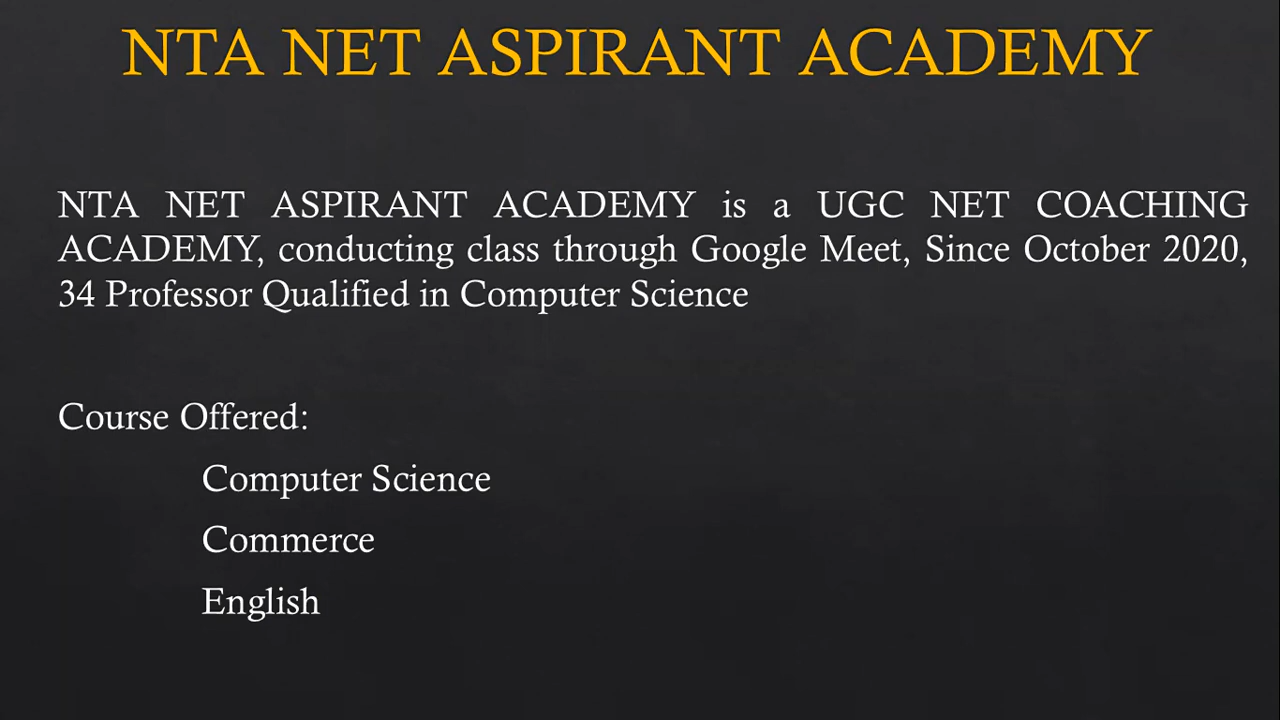 NTA NET ASPIRANT ACADEMY
NTA NET ASPIRANT ACADEMY is a UGC NET COACHING
ACADEMY, conducting class through Google Meet, Since October 2020,
34 Professor Qualified in Computer Science
Course Offered:
Computer Science
Commerce
English